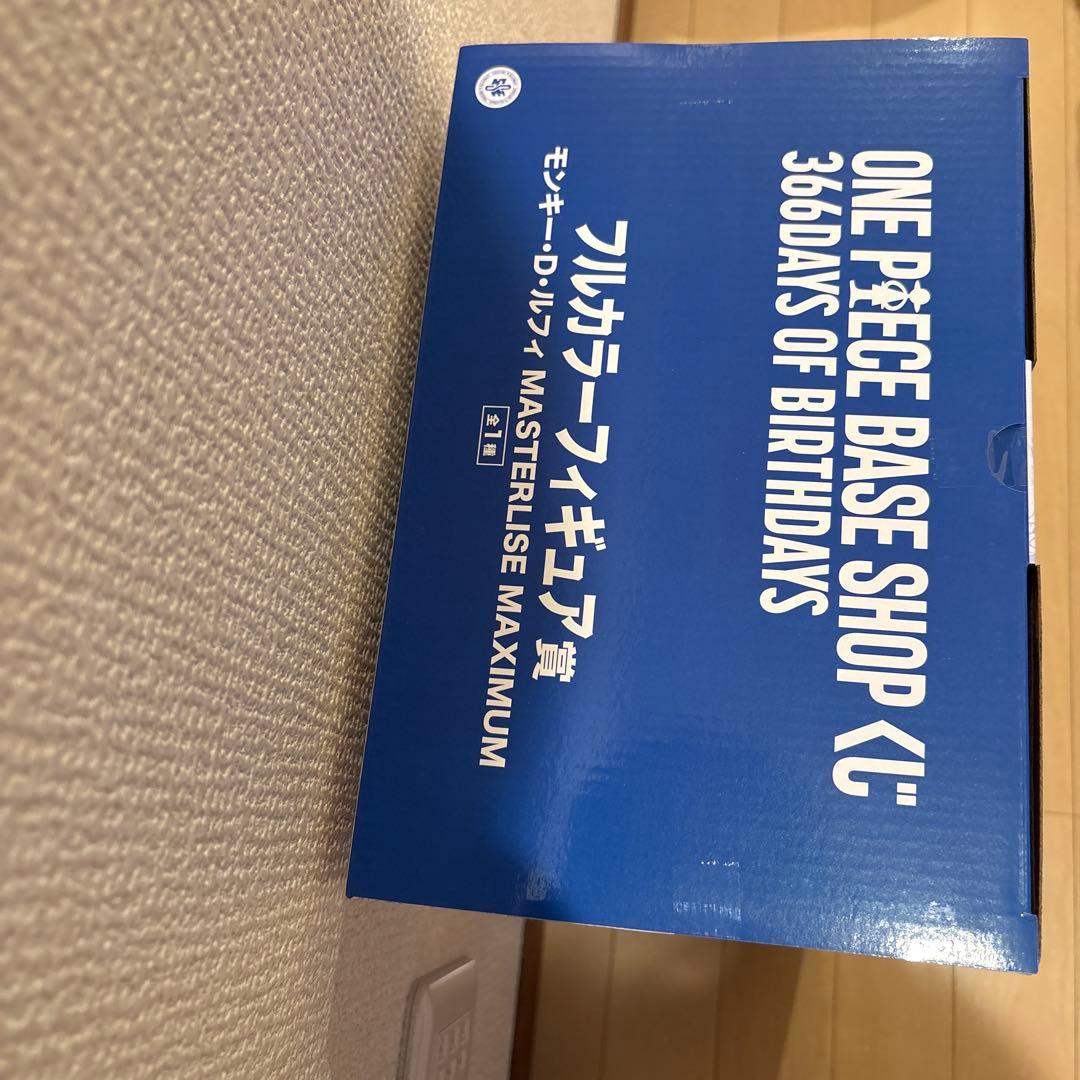 ONE PIECE BASE SHOP くじ
366DAYS OF BIRTHDAYS
フルカラーフィギュア賞
モンキー・D・ルフィ MASTERLISE MAXIMUM
全1種